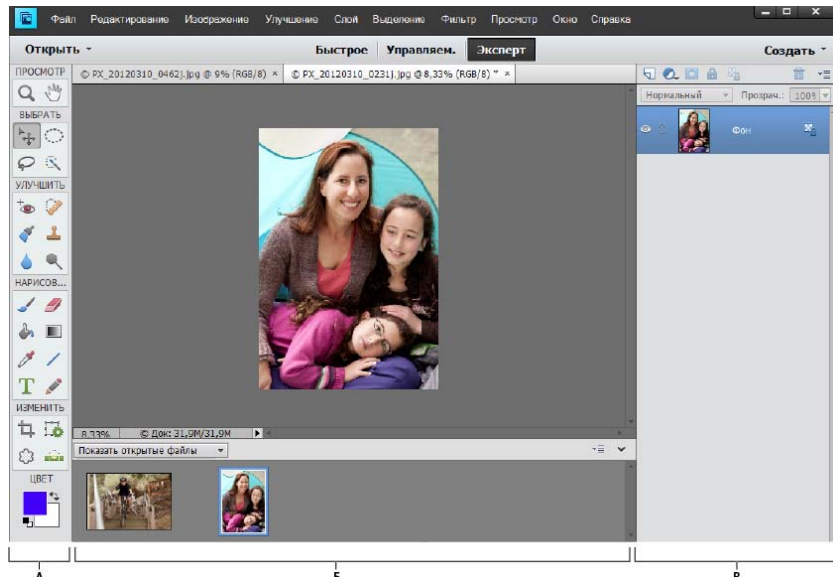 Файл Редактирование Изображение Улучшение Слой Выделение Фильтр Просмотр Окно Справка
Открыть Быстрое Управляем. Эксперт Создать
ПРОСМОТР
© PX_20120310_0462J.jpg @ 9% (RGB/8) × © PX_20120310_0231J.jpg @ 8,33% (RGB/8) * ×
Нормальный Прозрач.: 100%
ВЫБРАТЬ
Фон
УЛУЧШИТЬ
НАРИСОВ...
T
ИЗМЕНИТЬ
8,33% © Док: 31,9M/31,9M
Показать открытые файлы
ЦВЕТ
А Б В